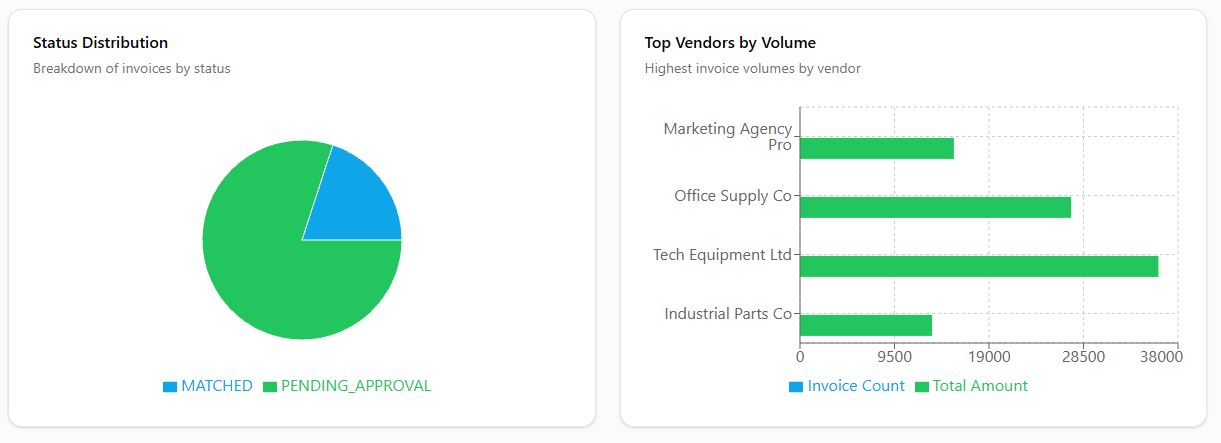 Status Distribution
Breakdown of invoices by status
MATCHED
PENDING_APPROVAL
Top Vendors by Volume
Highest invoice volumes by vendor
Marketing Agency
Pro
Office Supply Co
Tech Equipment Ltd
Industrial Parts Co
0 9500 19000 28500 38000
Invoice Count
Total Amount